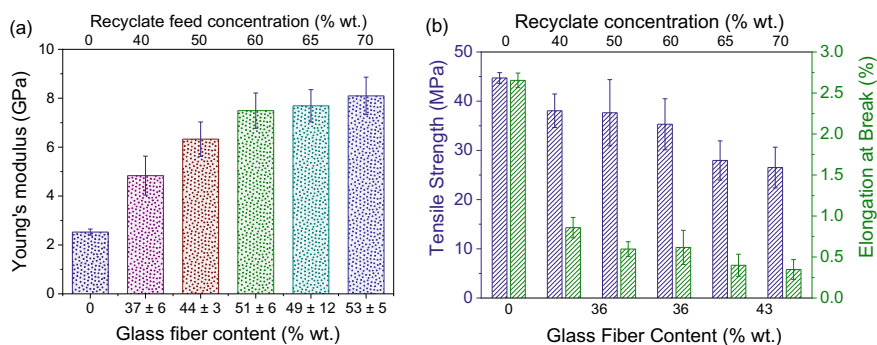 (a)
Recyclate feed concentration (% wt.)
0 40 50 60 65 70
Young's modulus (GPa)
10
8
6
4
2
0
0 37 ± 6 44 ± 3 51 ± 6 49 ± 12 53 ± 5
Glass fiber content (% wt.)
(b)
Recyclate concentration (% wt.)
0 40 50 60 65 70
Tensile Strength (MPa)
50
40
30
20
10
0
Elongation at Break (%)
3.0
2.5
2.0
1.5
1.0
0.5
0.0
0 36 36 43
Glass Fiber Content (% wt.)